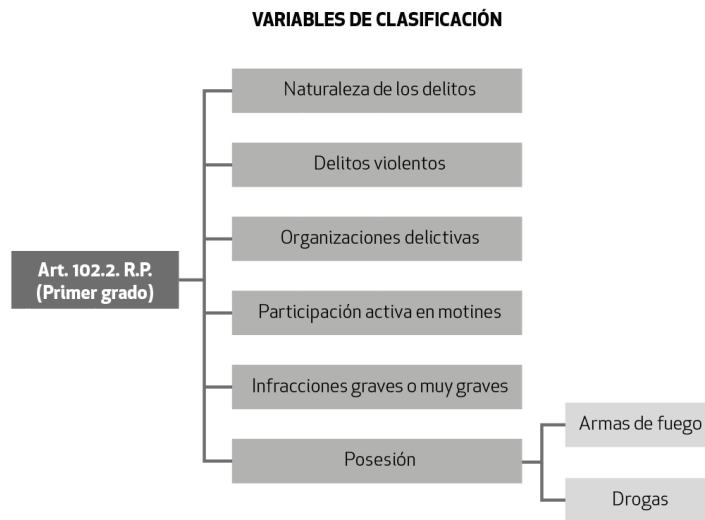 VARIABLES DE CLASIFICACIÓN
Art. 102.2. R.P.
(Primer grado)
Naturaleza de los delitos
Delitos violentos
Organizaciones delictivas
Participación activa en motines
Infracciones graves o muy graves
Posesión
Armas de fuego
Drogas